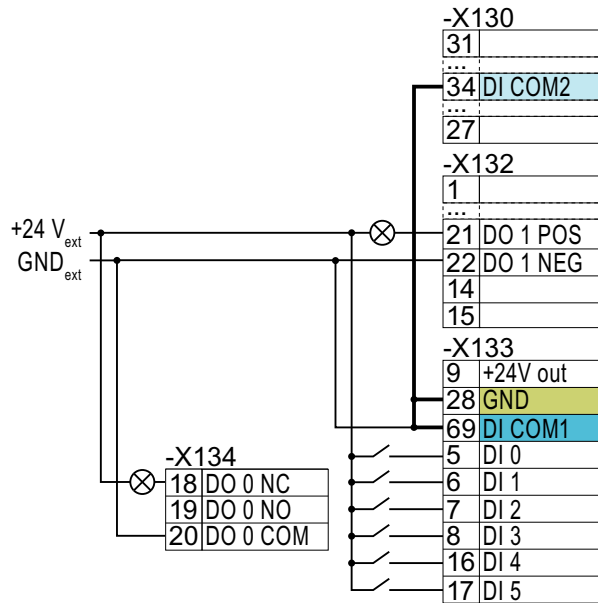 -X130
31
...
34 DI COM2
...
27
-X132
1
...
+24 V ext
21 DO 1 POS
GND ext
22 DO 1 NEG
14
15
-X133
9 +24V out
28 GND
69 DI COM1
5 DI 0
6 DI 1
7 DI 2
8 DI 3
16 DI 4
17 DI 5
-X134
18 DO 0 NC
19 DO 0 NO
20 DO 0 COM